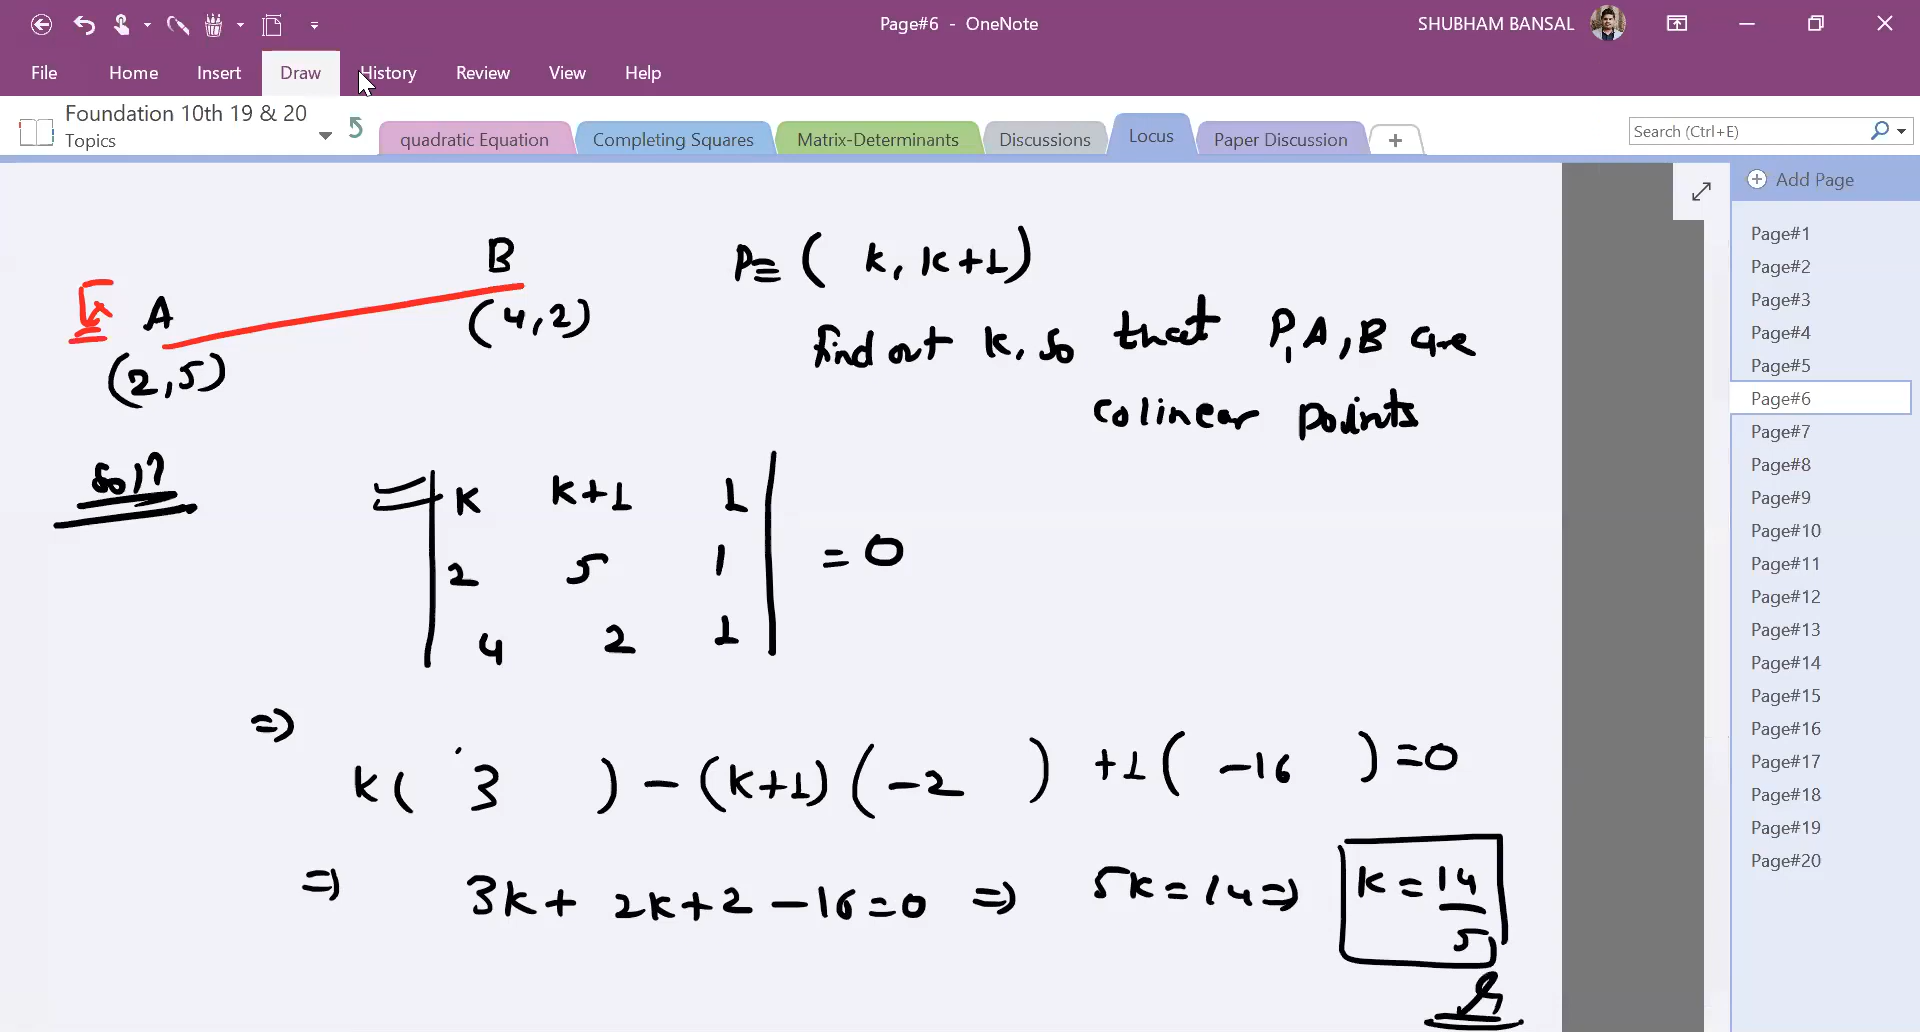 Page#6 - OneNote
SHUBHAM BANSAL
File Home Insert Draw History Review View Help
Foundation 10th 19 & 20
Topics
quadratic Equation Completing Squares Matrix-Determinants Discussions Locus Paper Discussion +
Search (Ctrl+E)
Add Page
Page#1
Page#2
Page#3
Page#4
Page#5
Page#6
Page#7
Page#8
Page#9
Page#10
Page#11
Page#12
Page#13
Page#14
Page#15
Page#16
Page#17
Page#18
Page#19
Page#20
A
(2,5)
B
(4,2)
P≡ ( k, k+1)
find out k, so that P, A, B are
colinear points
Sol?
k k+1 1
2 5 1 = 0
4 2 1
⇒
k( 3 ) - (k+1) ( -2 ) +1 ( -16 ) =0
⇒ 3k+ 2k+2 -16=0 ⇒ 5k=14⇒ k=14/5